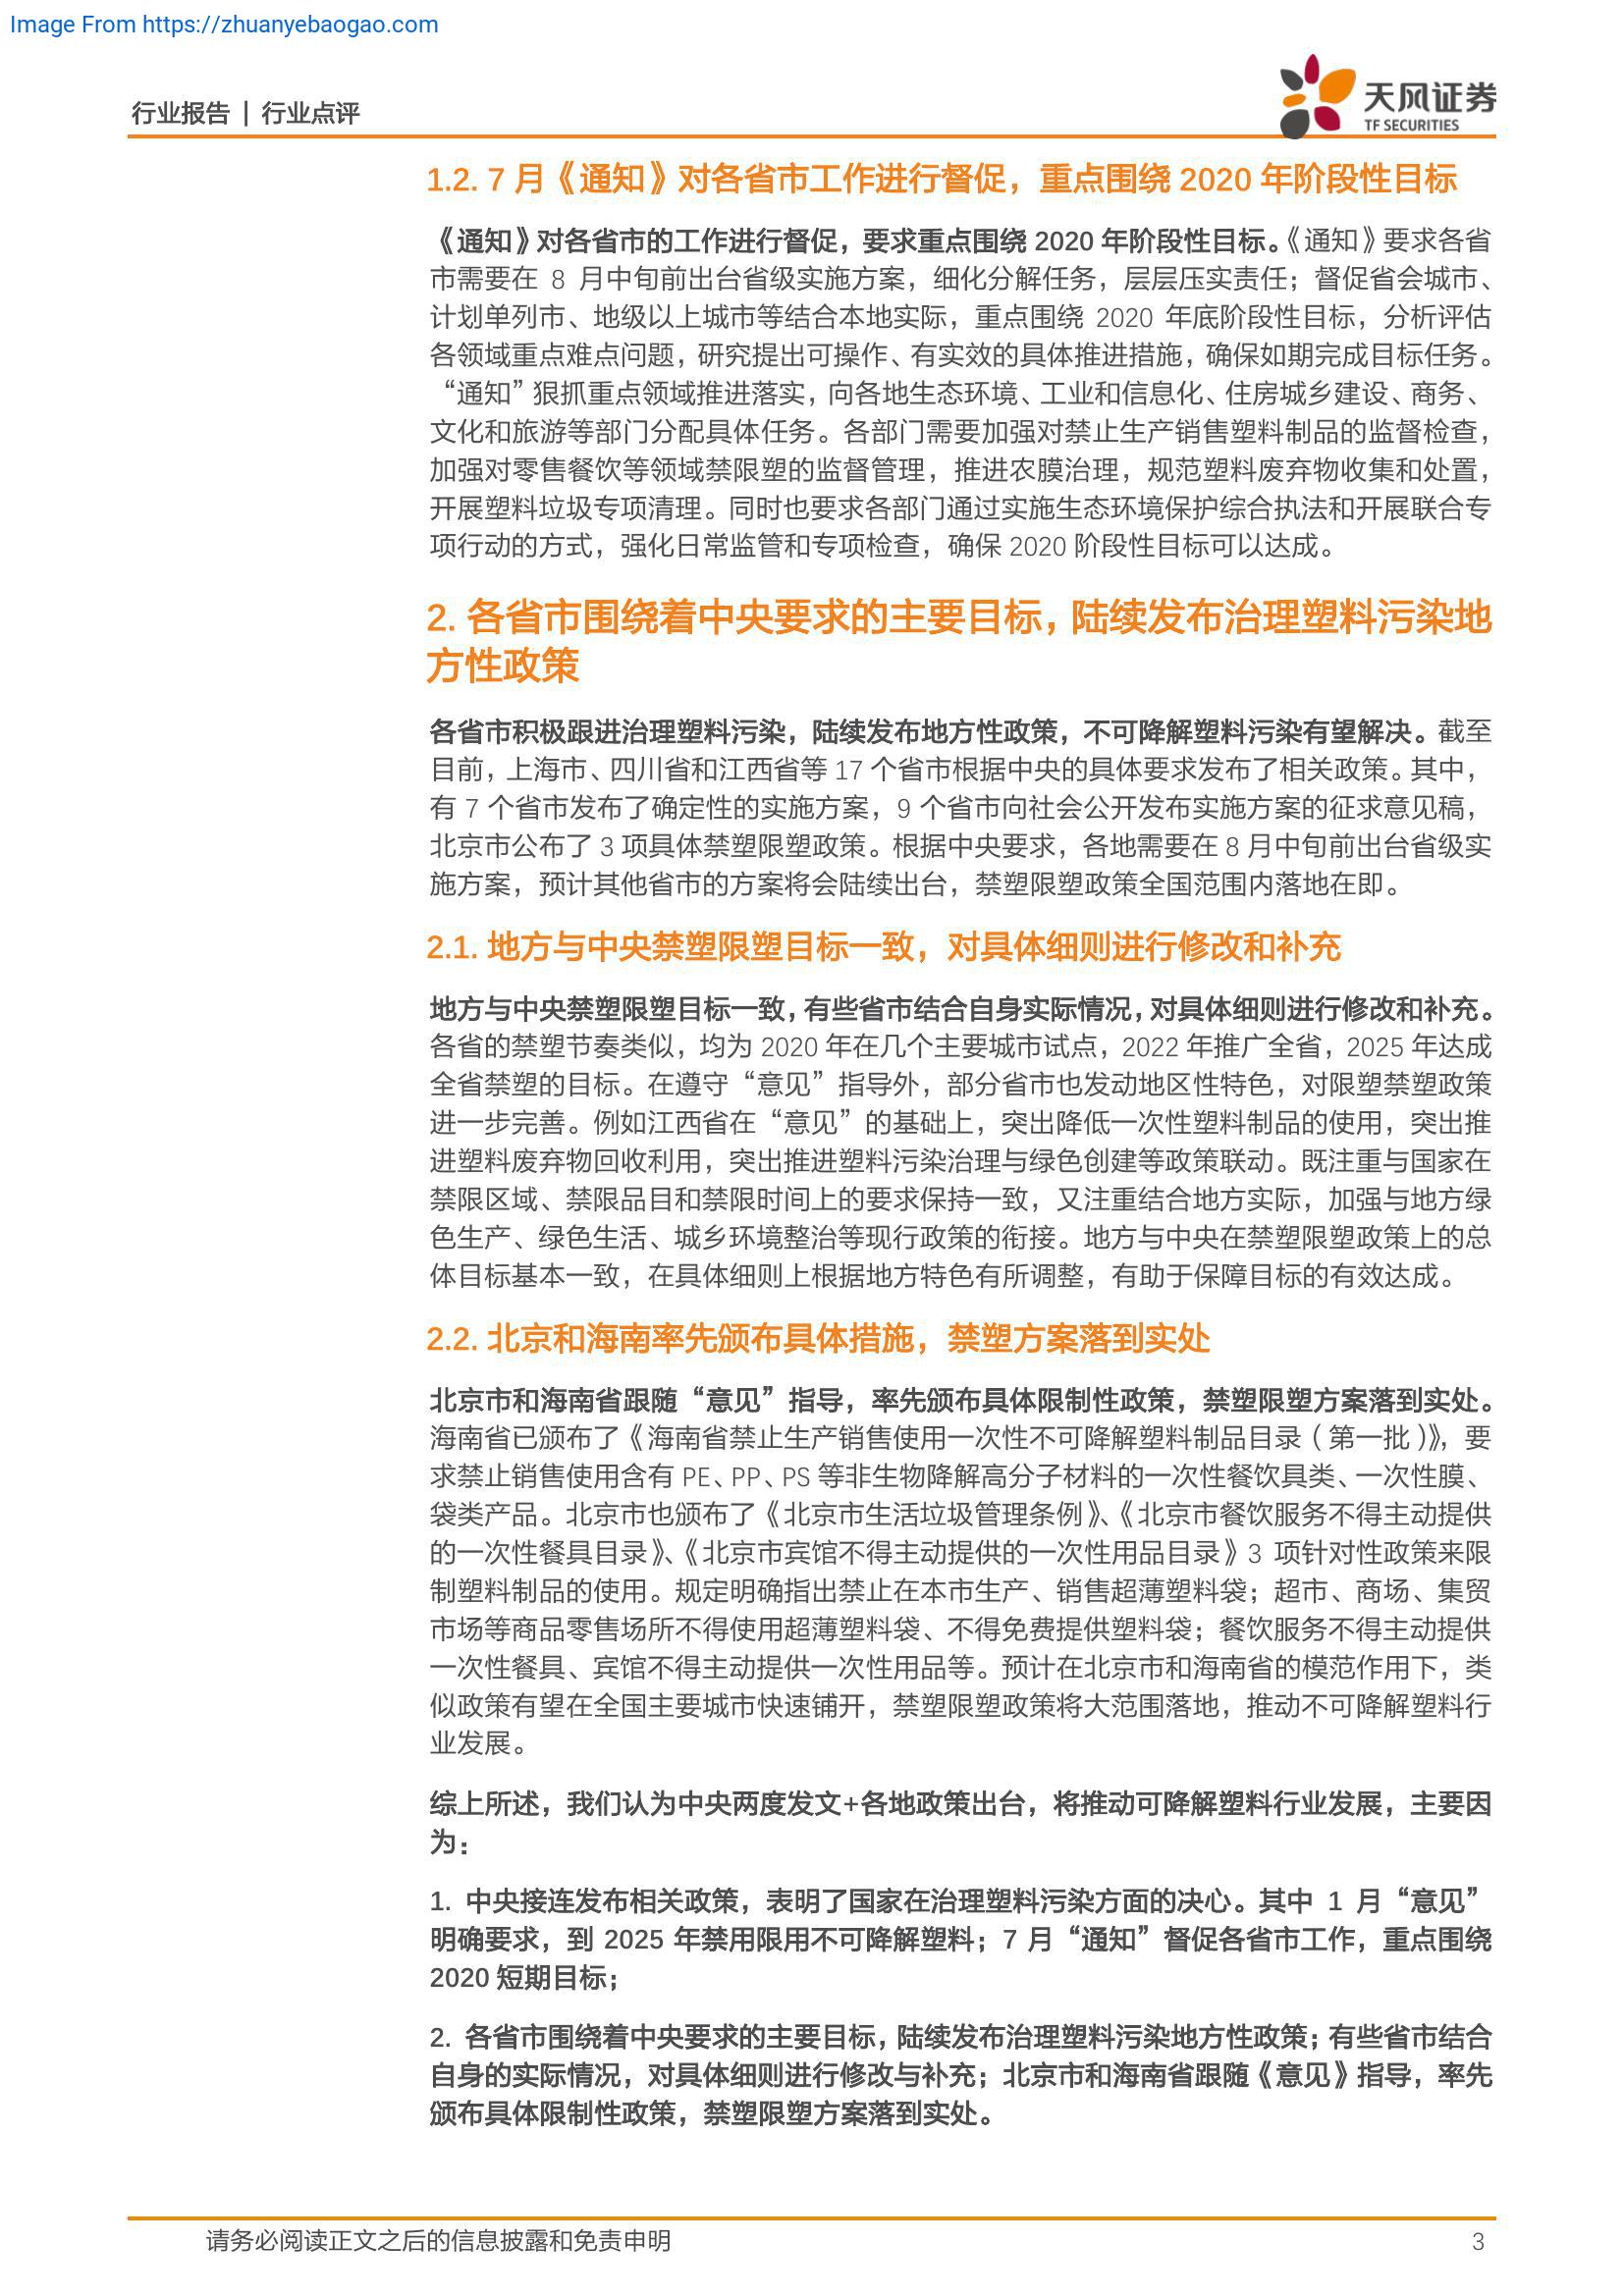 Image From https://zhuanyebaogao.com
行业报告 | 行业点评
天风证券
TF SECURITIES
1.2. 7 月《通知》对各省市工作进行督促，重点围绕 2020 年阶段性目标
《通知》对各省市的工作进行督促，要求重点围绕 2020 年阶段性目标。《通知》要求各省
市需要在 8 月中旬前出台省级实施方案，细化分解任务，层层压实责任；督促省会城市、
计划单列市、地级以上城市等结合本地实际，重点围绕 2020 年底阶段性目标，分析评估
各领域重点难点问题，研究提出可操作、有实效的具体推进措施，确保如期完成目标任务。
“通知”狠抓重点领域推进落实，向各地生态环境、工业和信息化、住房城乡建设、商务、
文化和旅游等部门分配具体任务。各部门需要加强对禁止生产销售塑料制品的监督检查，
加强对零售餐饮等领域禁限塑的监督管理，推进农膜治理，规范塑料废弃物收集和处置，
开展塑料垃圾专项清理。同时也要求各部门通过实施生态环境保护综合执法和开展联合专
项行动的方式，强化日常监管和专项检查，确保 2020 阶段性目标可以达成。
2. 各省市围绕着中央要求的主要目标，陆续发布治理塑料污染地
方性政策
各省市积极跟进治理塑料污染，陆续发布地方性政策，不可降解塑料污染有望解决。截至
目前，上海市、四川省和江西省等 17 个省市根据中央的具体要求发布了相关政策。其中，
有 7 个省市发布了确定性的实施方案，9 个省市向社会公开发布实施方案的征求意见稿，
北京市公布了 3 项具体禁塑限塑政策。根据中央要求，各地需要在 8 月中旬前出台省级实
施方案，预计其他省市的方案将会陆续出台，禁塑限塑政策全国范围内落地在即。
2.1. 地方与中央禁塑限塑目标一致，对具体细则进行修改和补充
地方与中央禁塑限塑目标一致，有些省市结合自身实际情况，对具体细则进行修改和补充。
各省的禁塑节奏类似，均为 2020 年在几个主要城市试点，2022 年推广全省，2025 年达成
全省禁塑的目标。在遵守“意见”指导外，部分省市也发动地区性特色，对限塑禁塑政策
进一步完善。例如江西省在“意见”的基础上，突出降低一次性塑料制品的使用，突出推
进塑料废弃物回收利用，突出推进塑料污染治理与绿色创建等政策联动。既注重与国家在
禁限区域、禁限品目和禁限时间上的要求保持一致，又注重结合地方实际，加强与地方绿
色生产、绿色生活、城乡环境整治等现行政策的衔接。地方与中央在禁塑限塑政策上的总
体目标基本一致，在具体细则上根据地方特色有所调整，有助于保障目标的有效达成。
2.2. 北京和海南率先颁布具体措施，禁塑方案落到实处
北京市和海南省跟随“意见”指导，率先颁布具体限制性政策，禁塑限塑方案落到实处。
海南省已颁布了《海南省禁止生产销售使用一次性不可降解塑料制品目录（第一批）》，要
求禁止销售使用含有 PE、PP、PS 等非生物降解高分子材料的一次性餐饮具类、一次性膜、
袋类产品。北京市也颁布了《北京市生活垃圾管理条例》、《北京市餐饮服务不得主动提供
的一次性餐具目录》、《北京市宾馆不得主动提供的一次性用品目录》3 项针对性政策来限
制塑料制品的使用。规定明确指出禁止在本市生产、销售超薄塑料袋；超市、商场、集贸
市场等商品零售场所不得使用超薄塑料袋、不得免费提供塑料袋；餐饮服务不得主动提供
一次性餐具、宾馆不得主动提供一次性用品等。预计在北京市和海南省的模范作用下，类
似政策有望在全国主要城市快速铺开，禁塑限塑政策将大范围落地，推动不可降解塑料行
业发展。
综上所述，我们认为中央两度发文+各地政策出台，将推动可降解塑料行业发展，主要因
为：
1. 中央接连发布相关政策，表明了国家在治理塑料污染方面的决心。其中 1 月“意见”
明确要求，到 2025 年禁用限用不可降解塑料；7 月“通知”督促各省市工作，重点围绕
2020 短期目标；
2. 各省市围绕着中央要求的主要目标，陆续发布治理塑料污染地方性政策；有些省市结合
自身的实际情况，对具体细则进行修改与补充；北京市和海南省跟随《意见》指导，率先
颁布具体限制性政策，禁塑限塑方案落到实处。
请务必阅读正文之后的信息披露和免责申明
3